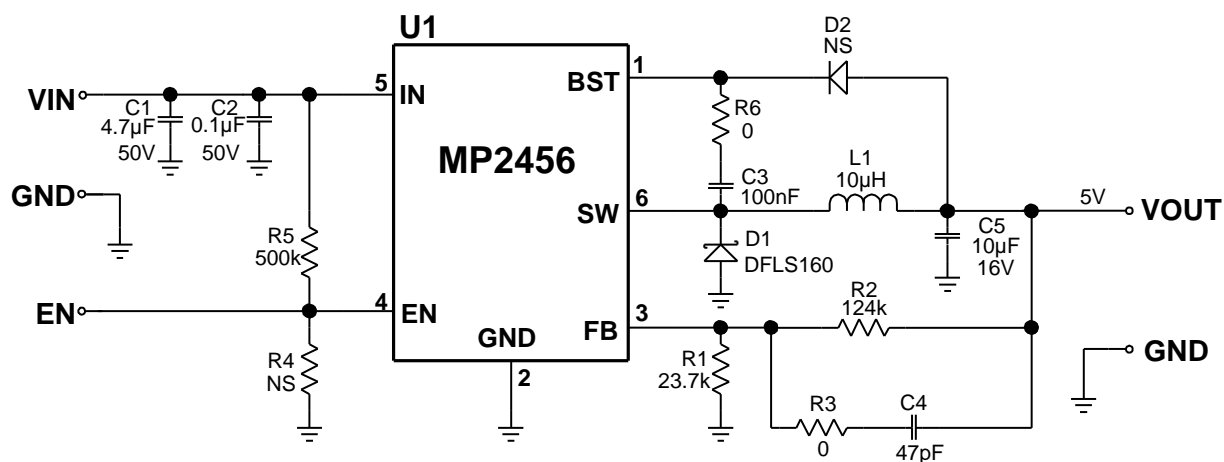 U1
MP2456
VIN
C1
4.7µF
50V
C2
0.1µF
50V
5
IN
GND
R5
500k
EN
4
EN
R4
NS
GND
2
BST
1
D2
NS
R6
0
C3
100nF
SW
6
L1
10µH
D1
DFLS160
5V
VOUT
C5
10µF
16V
FB
3
R2
124k
R1
23.7k
R3
0
C4
47pF
GND